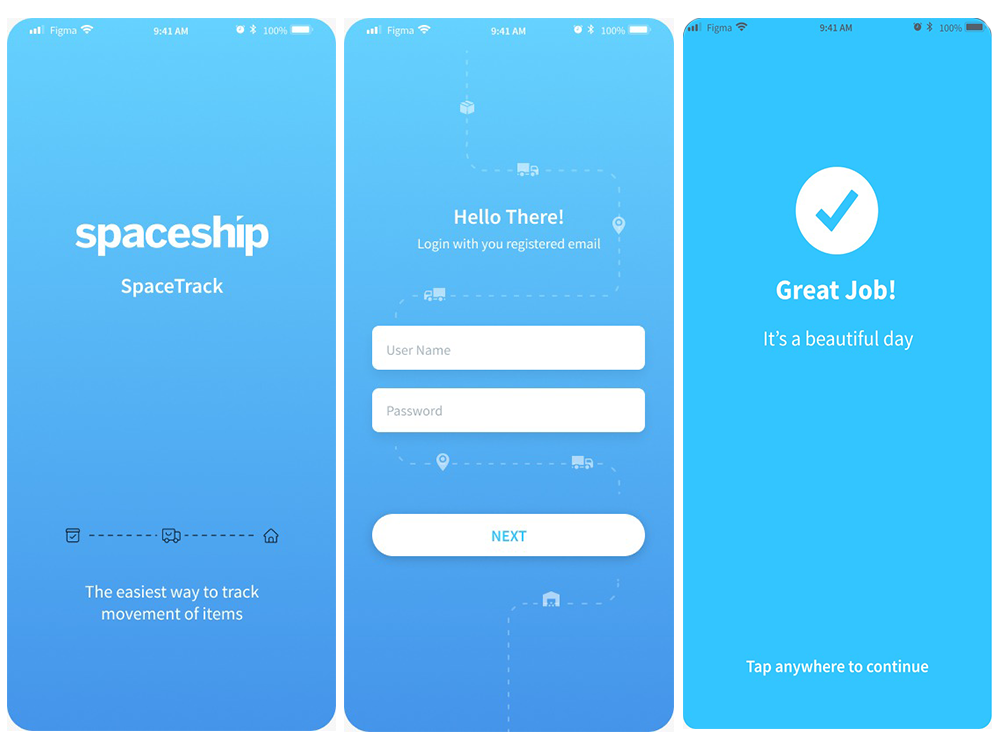 Figma 9:41 AM 100%
spaceship
SpaceTrack
The easiest way to track
movement of items
Figma 9:41 AM 100%
Hello There!
Login with you registered email
User Name
Password
NEXT
Figma 9:41 AM 100%
Great Job!
It's a beautiful day
Tap anywhere to continue